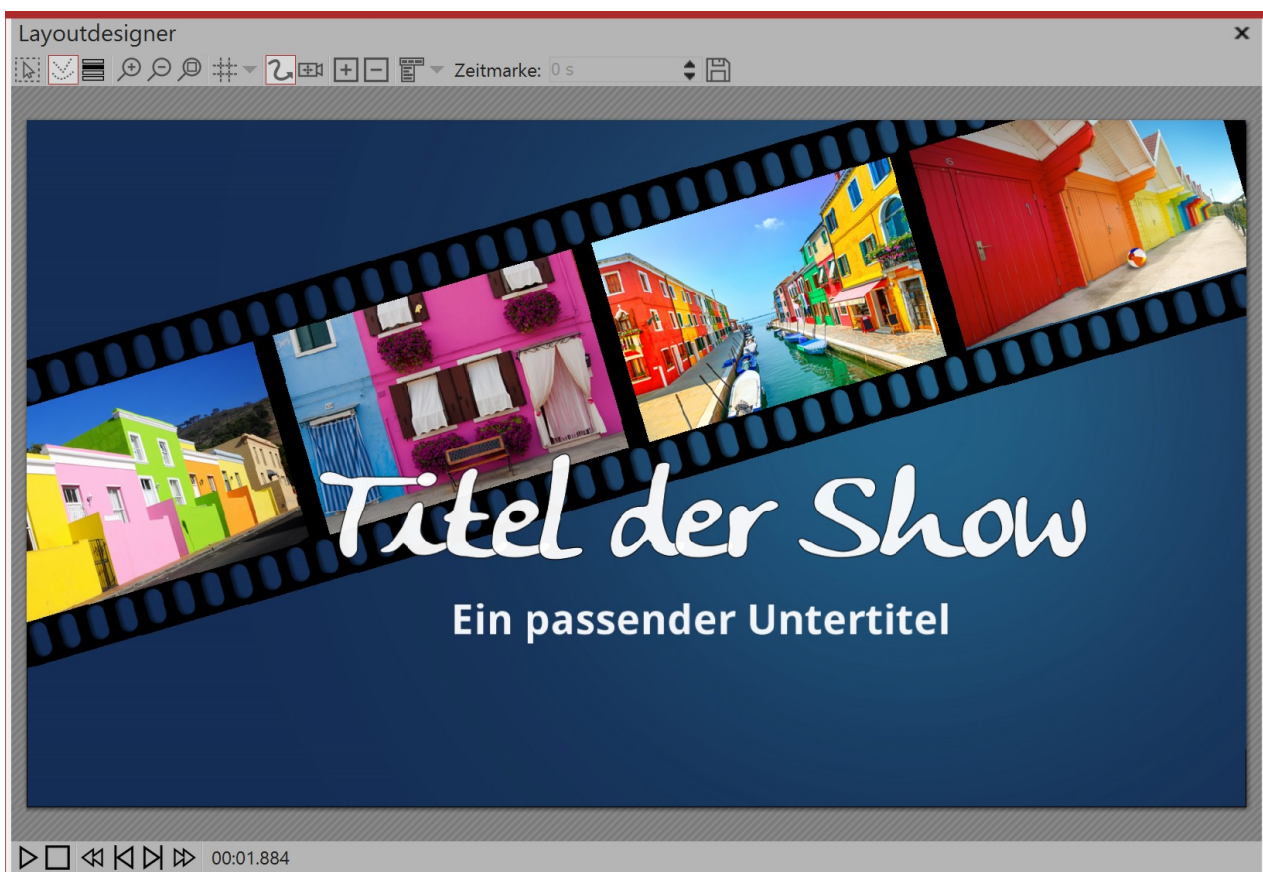 Layoutdesigner
Zeitmarke: 0 s
Titel der Show
Ein passender Untertitel
00:01.884